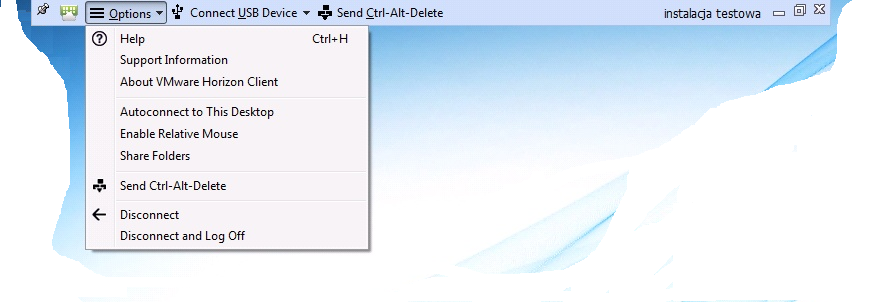 Options Connect USB Device Send Ctrl-Alt-Delete instalacja testowa
Help Ctrl+H
Support Information
About VMware Horizon Client
Autoconnect to This Desktop
Enable Relative Mouse
Share Folders
Send Ctrl-Alt-Delete
Disconnect
Disconnect and Log Off